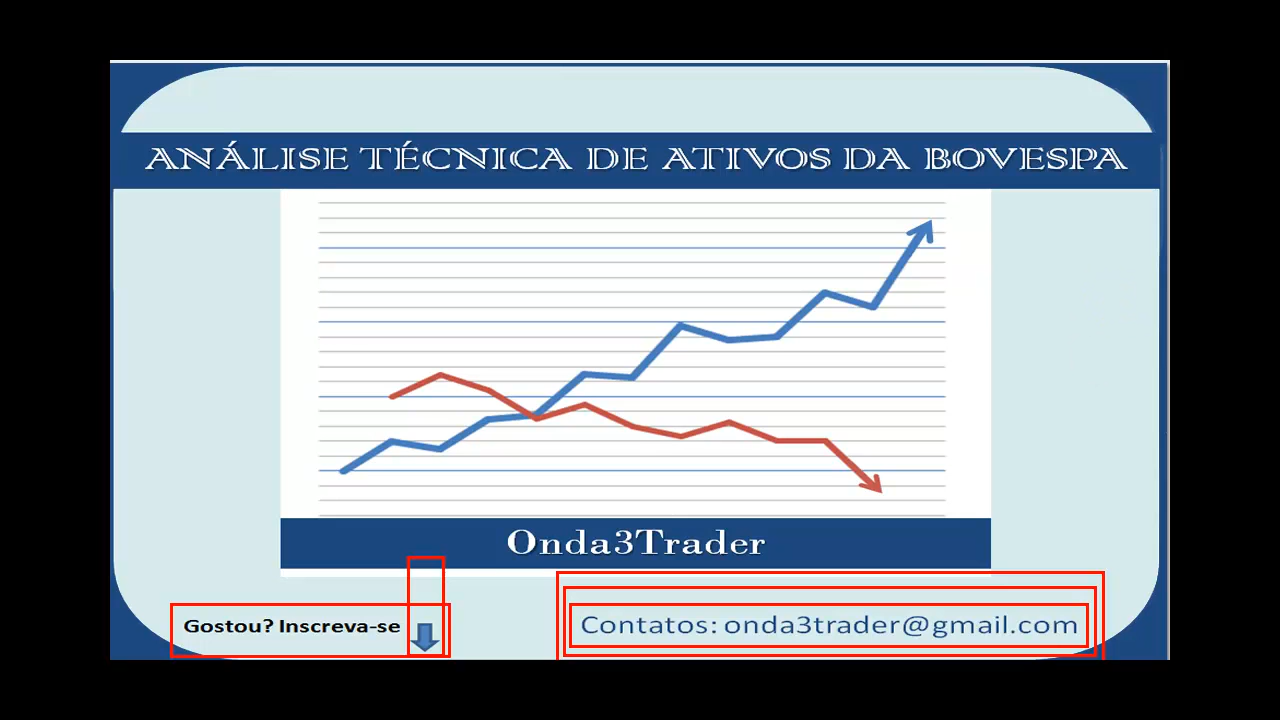 ANÁLISE TÉCNICA DE ATIVOS DA BOVESPA
Onda3Trader
Gostou? Inscreva-se
Contatos: onda3trader@gmail.com